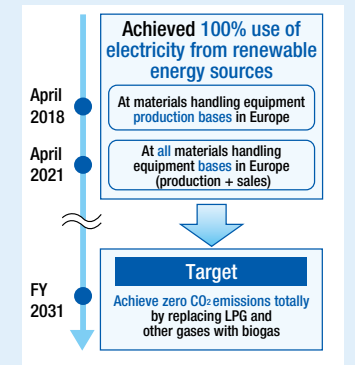 Achieved 100% use of
electricity from renewable
energy sources
April
2018
At materials handling equipment
production bases in Europe
April
2021
At all materials handling
equipment bases in Europe
(production + sales)
Target
FY
2031
Achieve zero CO₂ emissions totally
by replacing LPG and
other gases with biogas